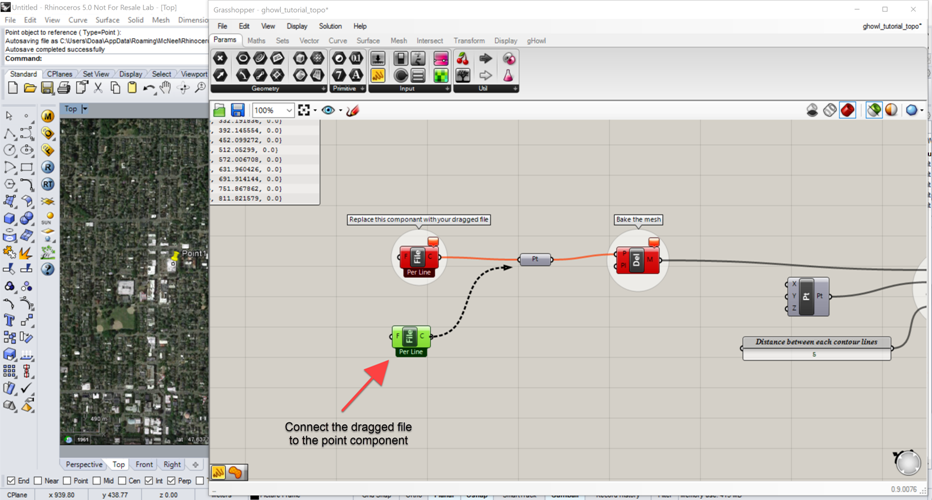 Untitled - Rhinoceros 5.0 Not For Resale Lab - [Top]
File Edit View Curve Surface Solid Mesh Dimension
Point object to reference ( Type=Point ):
Autosaving file as C:\Users\Doaa\AppData\Roaming\McNeel\Rhinoceros
Autosave completed successfully
Command:
Standard CPlanes Set View Display Select Viewport
Top
Point1
1991
Perspective Top Front Right
End Near Point Mid Cen Int Perp
CPlane x 939.80 y 438.77 z 0.00
Grasshopper - ghowl_tutorial_topo*
File Edit View Display Solution Help
ghowl_tutorial_topo*
Params Maths Sets Vector Curve Surface Mesh Intersect Transform Display gHowl
Geometry Primitive Input Util
100%
, 332.191836, 0.0)
, 392.145554, 0.0)
, 452.099272, 0.0)
, 512.05299, 0.0)
, 572.006708, 0.0)
, 631.960426, 0.0)
, 691.914144, 0.0)
, 751.867862, 0.0)
, 811.821579, 0.0)
Replace this componant with your dragged file
Bake the mesh
F File C
Per Line
Pt
P Pl Del M
X Y Z Pt Pt
F File C
Per Line
Distance between each contour lines
5
Connect the dragged file
to the point component
0.9.0076